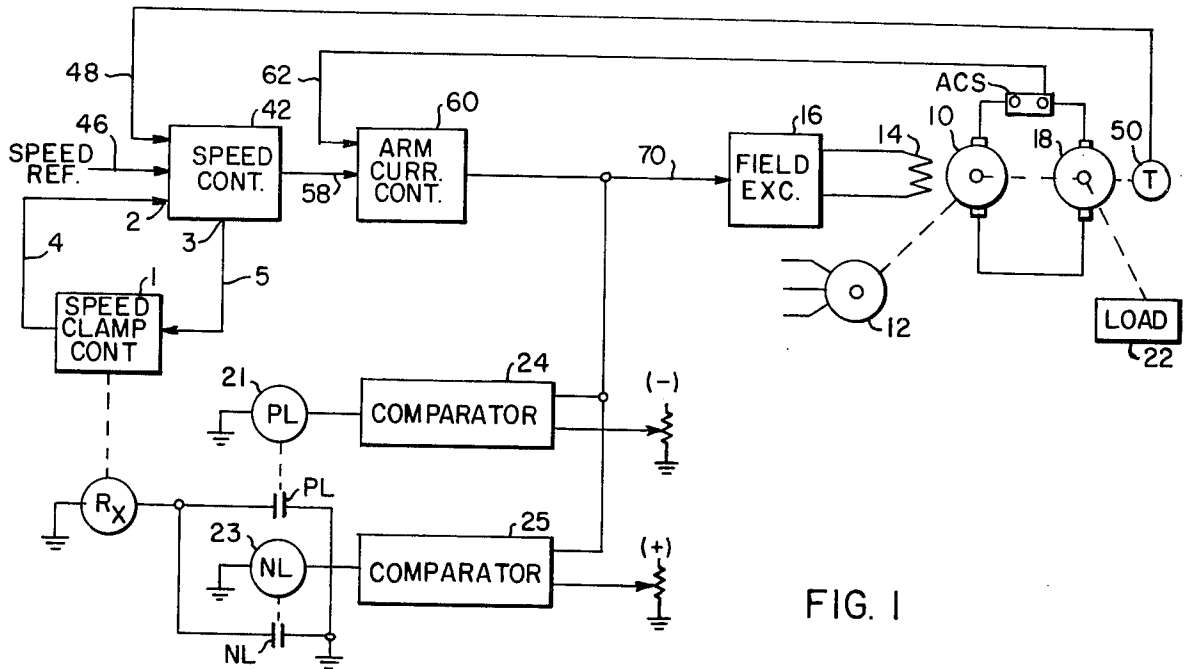 48
62
ACS
42
60
10
18
50
46
16
14
SPEED
REF.
SPEED
CONT.
ARM
CURR.
CONT.
58
70
FIELD
EXC.
T
2
3
4
5
1
SPEED
CLAMP
CONT
12
LOAD
22
21
PL
24
COMPARATOR
(-)
RX
PL
23
NL
25
COMPARATOR
(+)
NL
FIG. 1